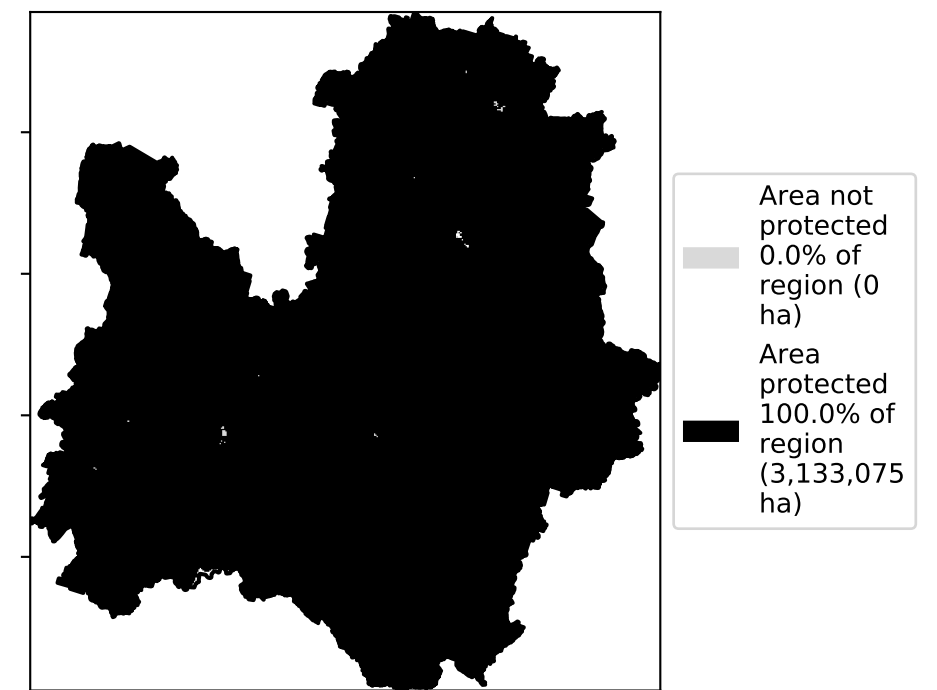 Area not
protected
0.0% of
region (0
ha)
Area
protected
100.0% of
region
(3,133,075
ha)